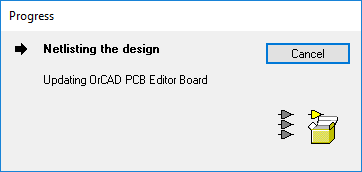 Progress
Netlisting the design
Cancel
Updating OrCAD PCB Editor Board